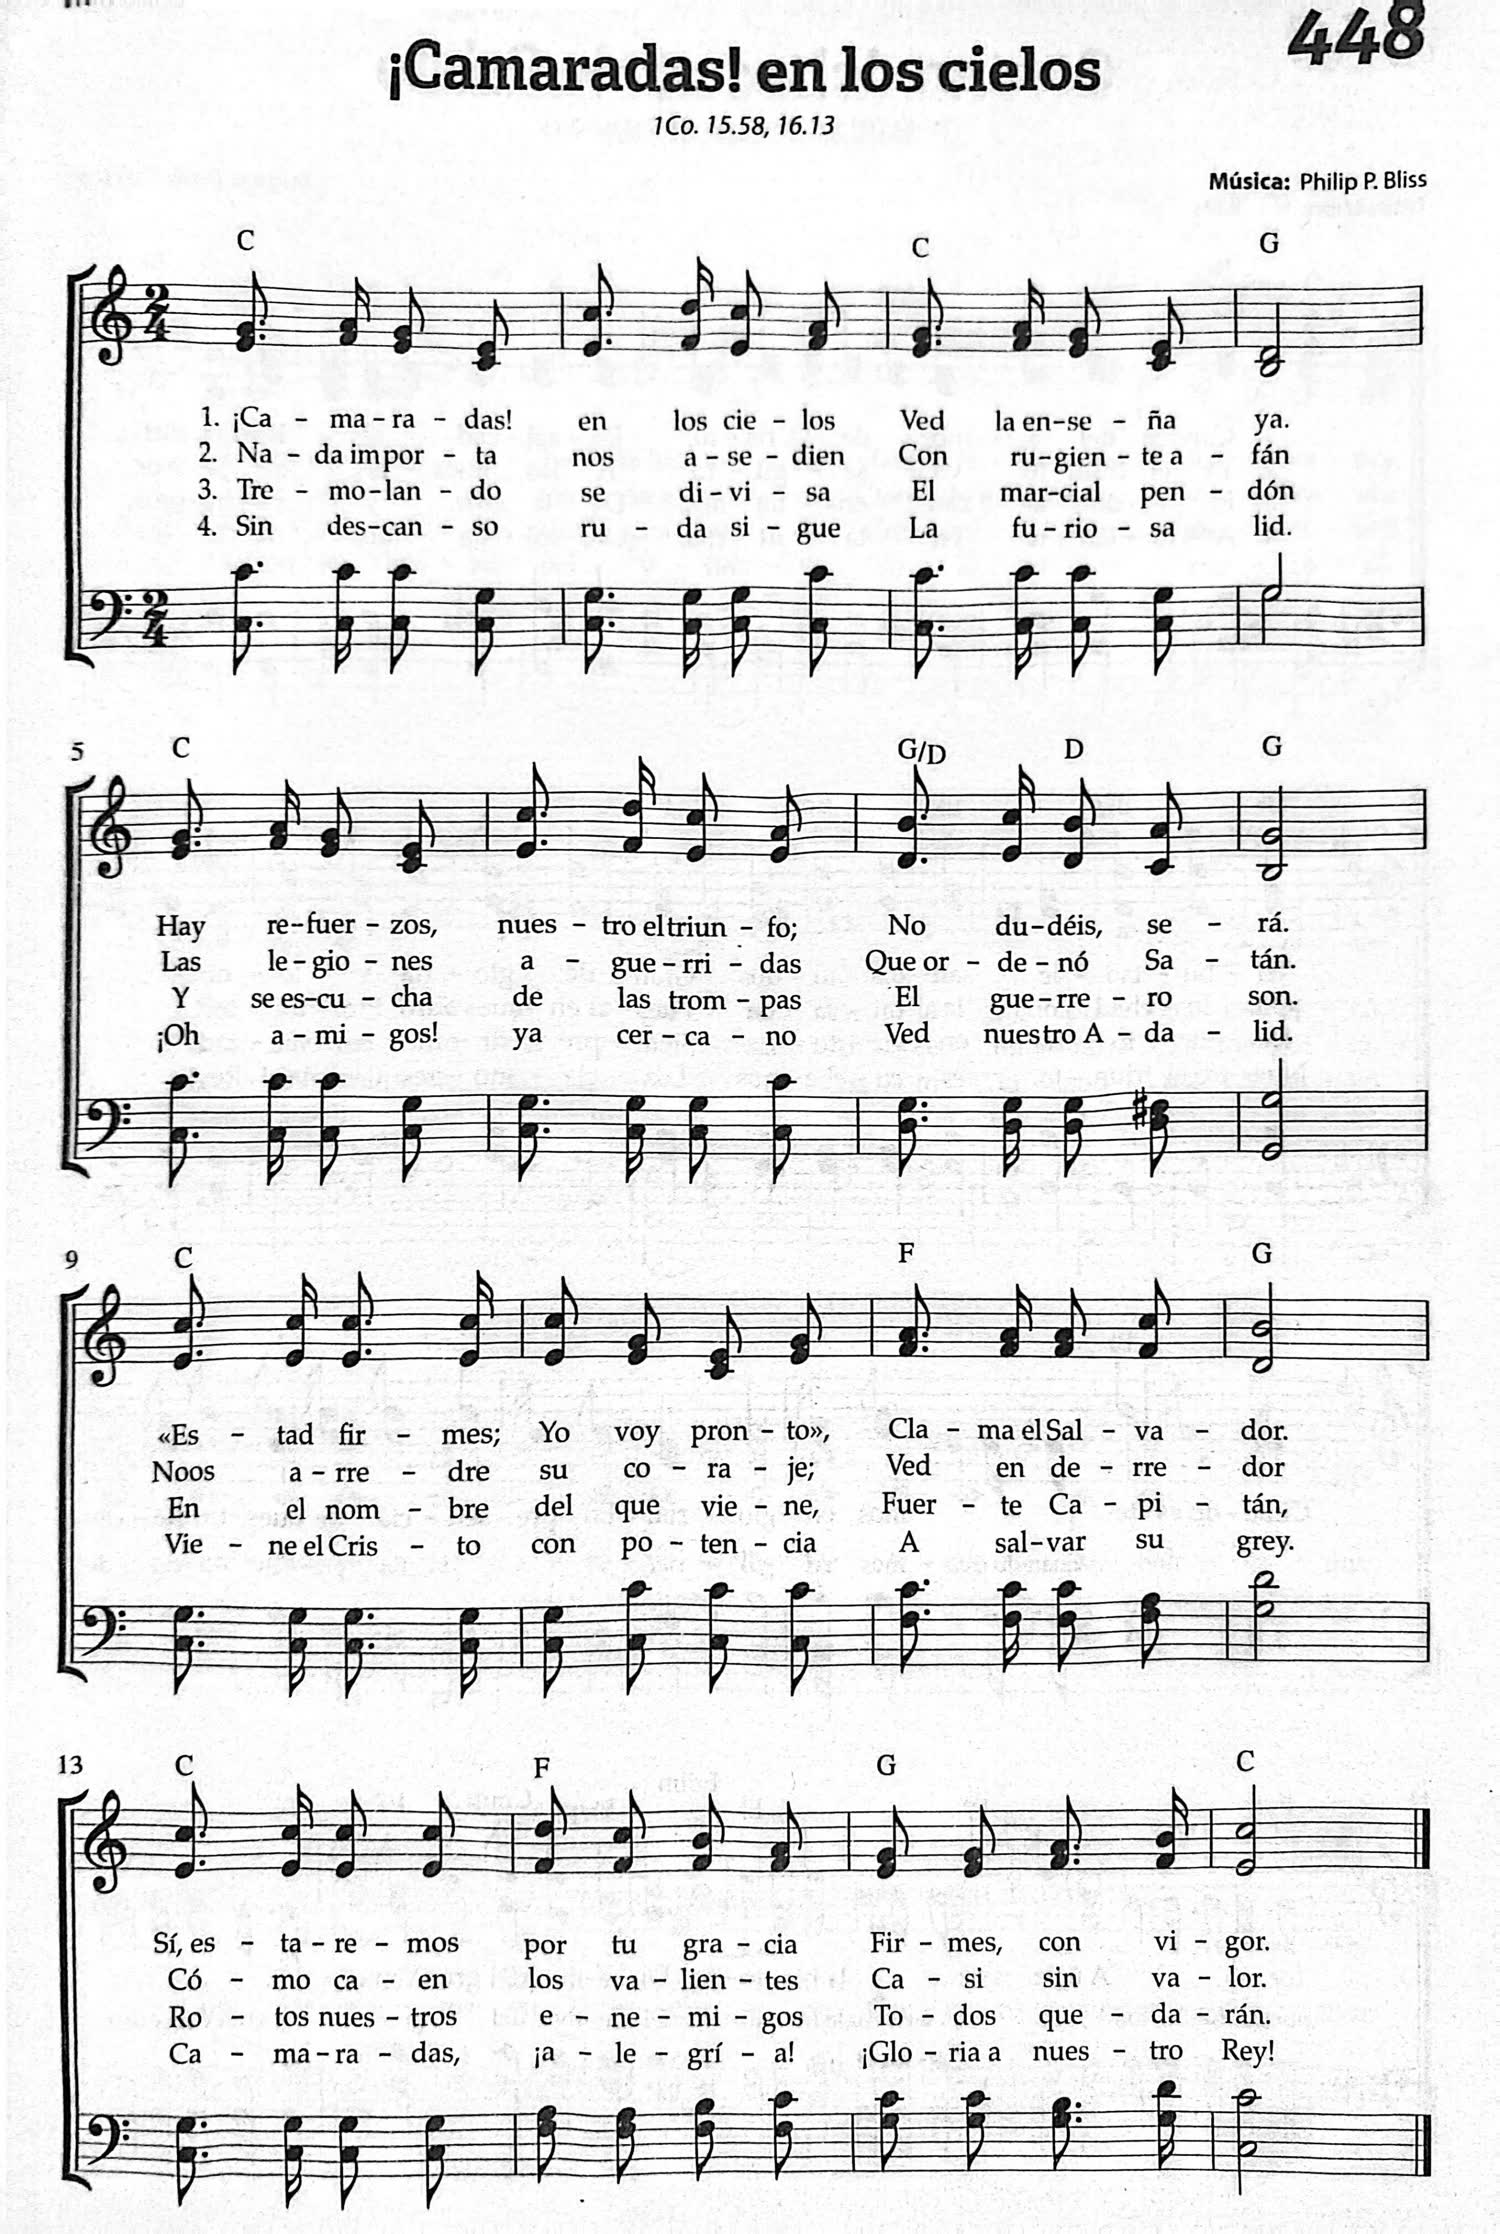 448
¡Camaradas! en los cielos
1Co. 15.58, 16.13
Música: Philip P. Bliss
C C G
1. ¡Ca – ma – ra – das! en los cie – los Ved la en – se – ña ya.
2. Na – da impor – ta nos a – se – dien Con ru – gien – te a – fán
3. Tre – mo – lan – do se di – vi – sa El mar – cial pen – dón
4. Sin des – can – so ru – da si – gue La fu – rio – sa lid.
5 C G/D D G
Hay re – fuer – zos, nues – tro el triun – fo; No du – déis, se – rá.
Las le – gio – nes a – gue – rri – das Que or – de – nó Sa – tán.
Y se es – cu – cha de las trom – pas El gue – rre – ro son.
¡Oh a – mi – gos! ya cer – ca – no Ved nuestro A – da – lid.
9 C F G
«Es – tad fir – mes; Yo voy pron – to», Cla – ma el Sal – va – dor.
Noos a – rre – dre su co – ra – je; Ved en de – rre – dor
En el nom – bre del que vie – ne, Fuer – te Ca – pi – tán,
Vie – ne el Cris – to con po – ten – cia A sal – var su grey.
13 C F G C
Sí, es – ta – re – mos por tu gra – cia Fir – mes, con vi – gor.
Có – mo ca – en los va – lien – tes Ca – si sin va – lor.
Ro – tos nues – tros e – ne – mi – gos To – dos que – da – rán.
Ca – ma – ra – das, ¡a – le – grí – a! ¡Glo – ria a nues – tro Rey!